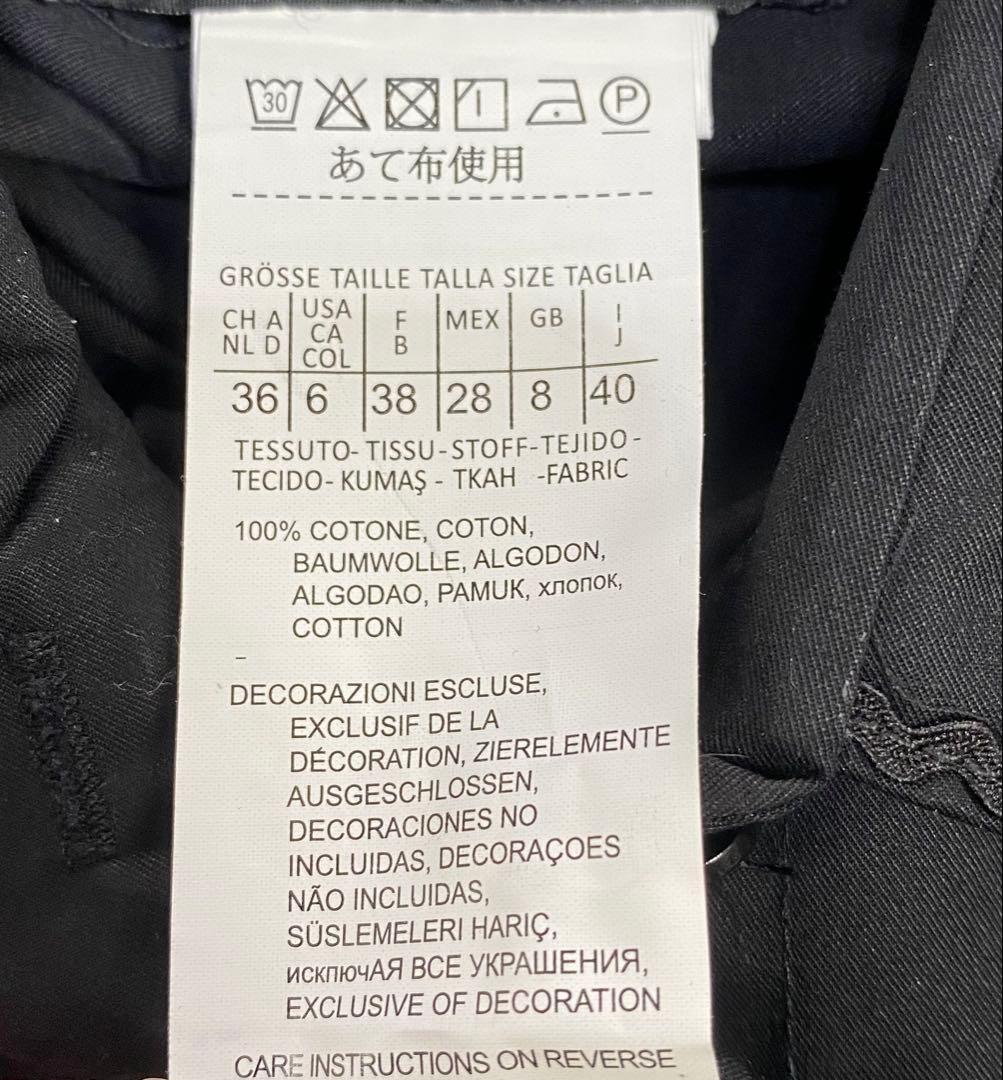 30 P
あて布使用
GRÖSSE TAILLE TALLA SIZE TAGLIA
CH A NL D USA CA COL F B MEX GB I J
36 6 38 28 8 40
TESSUTO- TISSU-STOFF-TEJIDO-
TECIDO- KUMAŞ - TKAH -FABRIC
100% COTONE, COTON,
BAUMWOLLE, ALGODON,
ALGODAO, PAMUK, хлопок,
COTTON
-
DECORAZIONI ESCLUSE,
EXCLUSIF DE LA
DÉCORATION, ZIERELEMENTE
AUSGESCHLOSSEN,
DECORACIONES NO
INCLUIDAS, DECORAÇOES
NÃO INCLUIDAS,
SÜSLEMELERI HARIÇ,
исключАЯ ВСЕ УКРАШЕНИЯ,
EXCLUSIVE OF DECORATION
CARE INSTRUCTIONS ON REVERSE